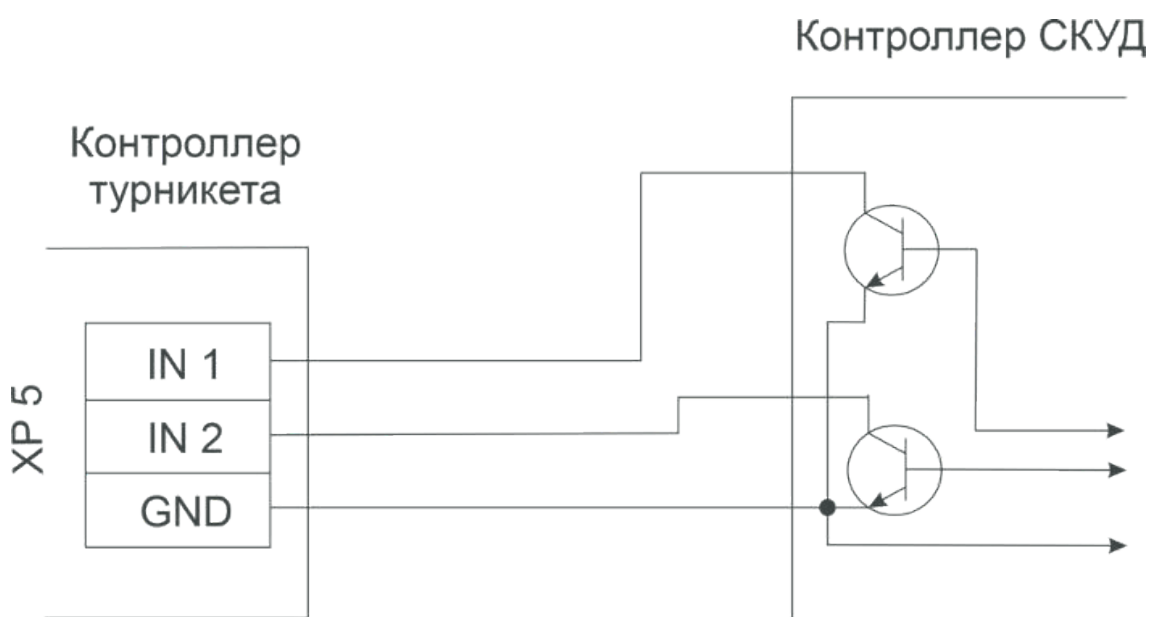 Контроллер СКУД
Контроллер
турникета
XP 5
IN 1
IN 2
GND